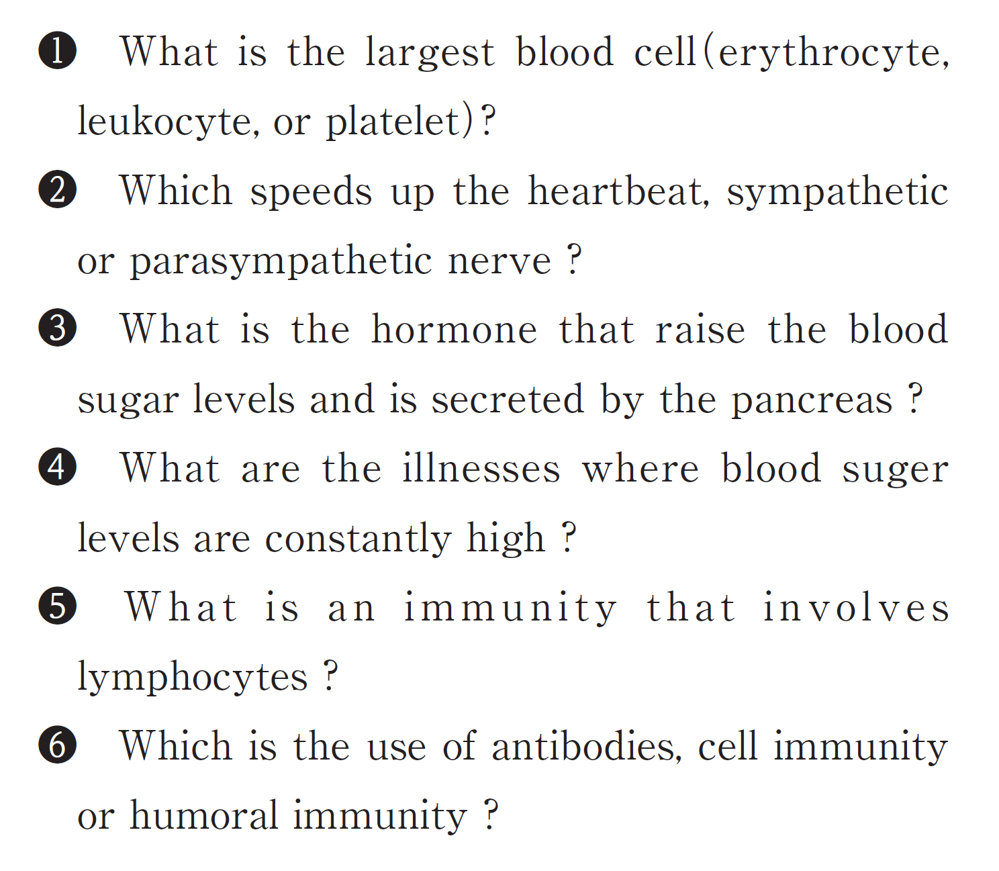 ❶ What is the largest blood cell(erythrocyte,
leukocyte, or platelet)?
❷ Which speeds up the heartbeat, sympathetic
or parasympathetic nerve ?
❸ What is the hormone that raise the blood
sugar levels and is secreted by the pancreas ?
❹ What are the illnesses where blood suger
levels are constantly high ?
❺ What is an immunity that involves
lymphocytes ?
❻ Which is the use of antibodies, cell immunity
or humoral immunity ?